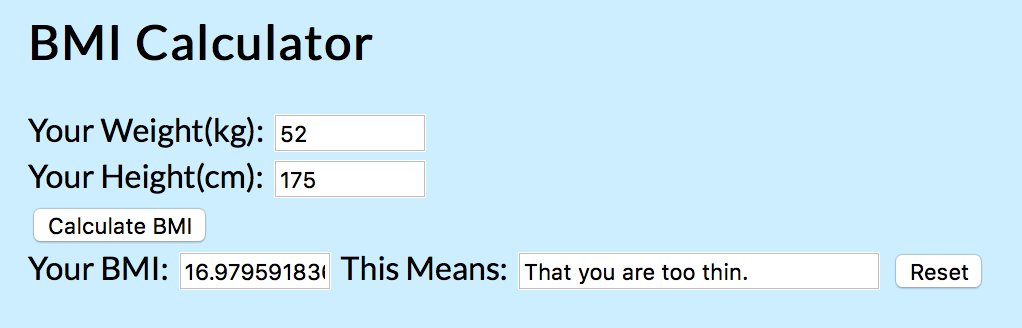 BMI Calculator
Your Weight(kg): 52
Your Height(cm): 175
Calculate BMI
Your BMI: 16.97959183 This Means: That you are too thin. Reset